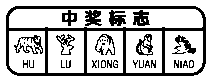 中奖标志
HU LU XIONG YUAN NIAO